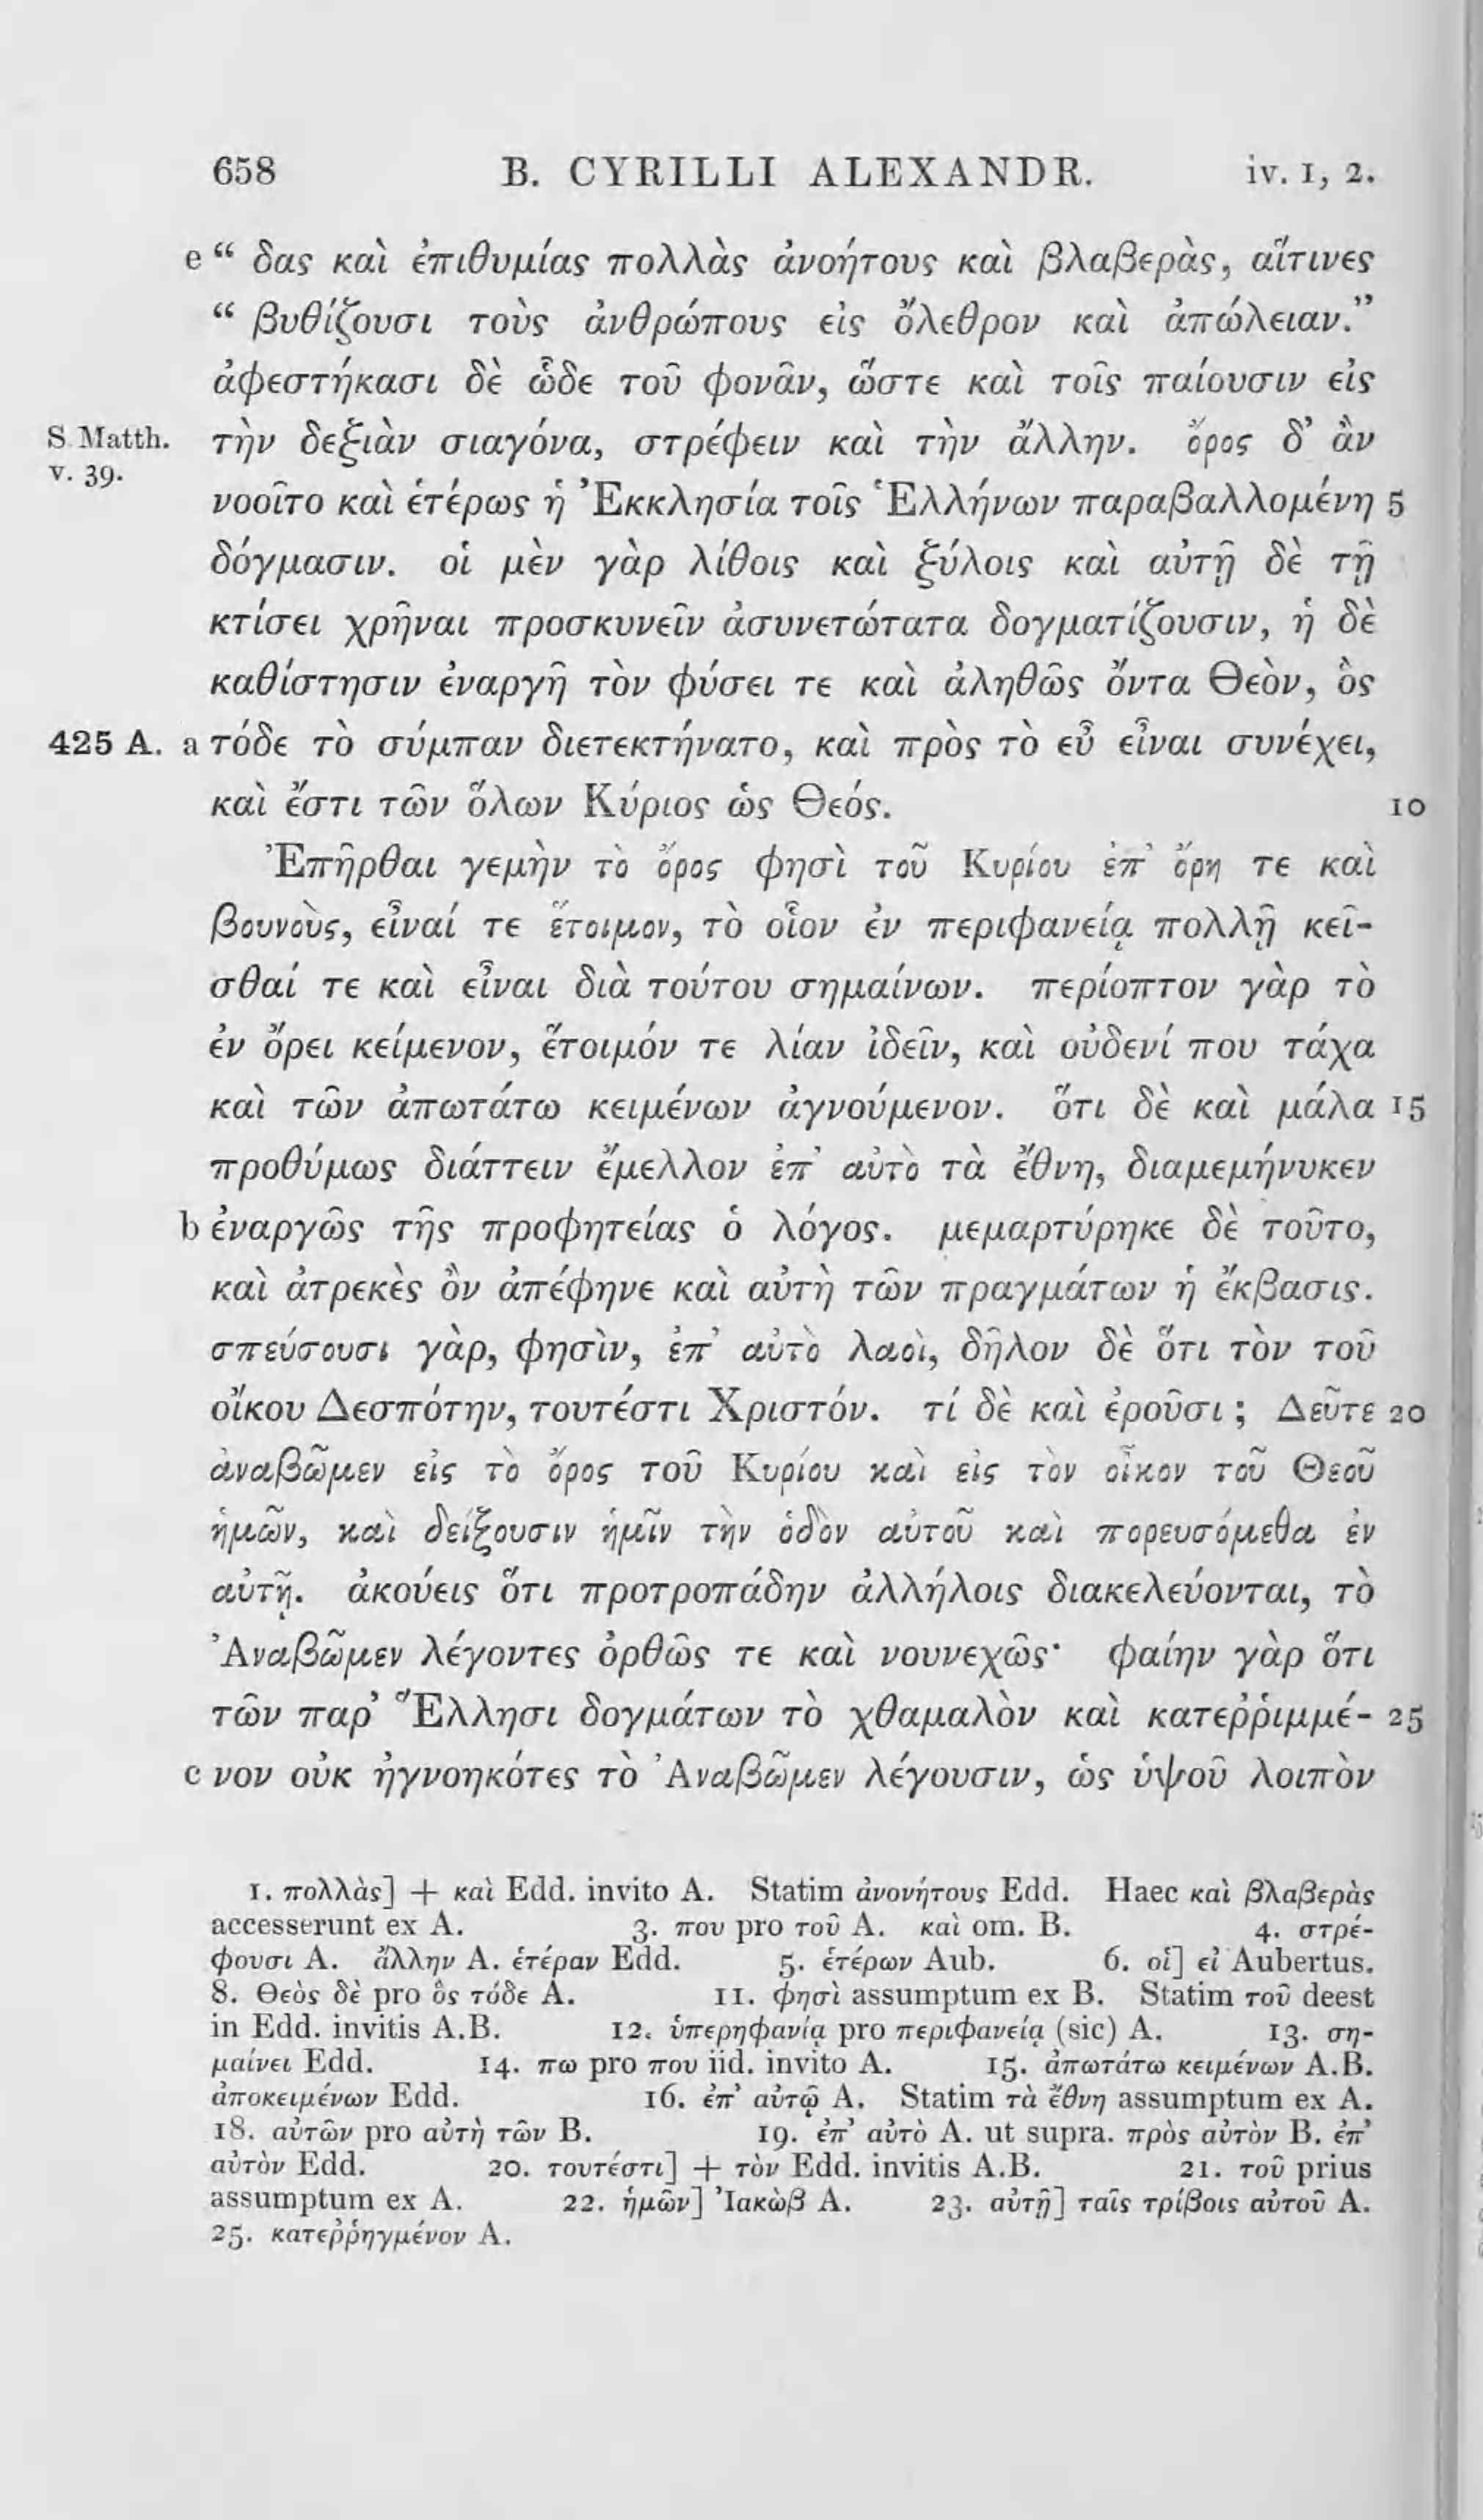 658 B. CYRILLI ALEXANDR. iv. 1, 2.
e “ δας καὶ ἐπιθυμίας πολλὰς ἀνοήτους καὶ βλαβερὰς, αἵτινες
“ βυθίζουσι τοὺς ἀνθρώπους εἰς ὄλεθρον καὶ ἀπώλειαν.”
ἀφεστήκασι δὲ ὧδε τοῦ φονᾶν, ὥστε καὶ τοῖς παίουσιν εἰς
S. Matth. τὴν δεξιὰν σιαγόνα, στρέφειν καὶ τὴν ἄλλην. ὄρος δ’ ἂν
v. 39.
νοοῖτο καὶ ἑτέρως ἡ Ἐκκλησία τοῖς Ἑλλήνων παραβαλλομένη 5
δόγμασιν. οἱ μὲν γὰρ λίθοις καὶ ξύλοις καὶ αὐτῇ δὲ τῇ
κτίσει χρῆναι προσκυνεῖν ἀσυνετώτατα δογματίζουσιν, ἡ δὲ
καθίστησιν ἐναργῆ τὸν φύσει τε καὶ ἀληθῶς ὄντα Θεὸν, ὃς
425 A. a τόδε τὸ σύμπαν διετεκτήνατο, καὶ πρὸς τὸ εὖ εἶναι συνέχει,
καὶ ἔστι τῶν ὅλων Κύριος ὡς Θεός. 10
Ἐπῆρθαι γεμὴν τὸ ὄρος φησὶ τοῦ Κυρίου ἐπ’ ὄρη τε καὶ
βουνοὺς, εἶναί τε ἕτοιμον, τὸ οἷον ἐν περιφανείᾳ πολλῇ κεῖ-
σθαί τε καὶ εἶναι διὰ τούτου σημαίνων. περίοπτον γὰρ τὸ
ἐν ὄρει κείμενον, ἕτοιμόν τε λίαν ἰδεῖν, καὶ οὐδενί που τάχα
καὶ τῶν ἀπωτάτω κειμένων ἀγνούμενον. ὅτι δὲ καὶ μάλα 15
προθύμως διάττειν ἔμελλον ἐπ’ αὐτὸ τὰ ἔθνη, διαμεμήνυκεν
b ἐναργῶς τῆς προφητείας ὁ λόγος. μεμαρτύρηκε δὲ τοῦτο,
καὶ ἀτρεκὲς ὂν ἀπέφηνε καὶ αὐτὴ τῶν πραγμάτων ἡ ἔκβασις.
σπεύσουσι γὰρ, φησὶν, ἐπ’ αὐτὸ λαοὶ, δῆλον δὲ ὅτι τὸν τοῦ
οἴκου Δεσπότην, τουτέστι Χριστόν. τί δὲ καὶ ἐροῦσι ; Δεῦτε 20
ἀναβῶμεν εἰς τὸ ὄρος τοῦ Κυρίου καὶ εἰς τὸν οἶκον τοῦ Θεοῦ
ἡμῶν, καὶ δείξουσιν ἡμῖν τὴν ὁδὸν αὐτοῦ καὶ πορευσόμεθα ἐν
αὐτῇ. ἀκούεις ὅτι προτροπάδην ἀλλήλοις διακελεύονται, τὸ
Ἀναβῶμεν λέγοντες ὀρθῶς τε καὶ νουνεχῶς· φαίην γὰρ ὅτι
τῶν παρ’ Ἕλλησι δογμάτων τὸ χθαμαλὸν καὶ κατεῤῥιμμέ- 25
c νον οὐκ ἠγνοηκότες τὸ Ἀναβῶμεν λέγουσιν, ὡς ὑψοῦ λοιπὸν
1. πολλὰς] + καὶ Edd. invito A. Statim ἀνονήτους Edd. Haec καὶ βλαβερὰς
accesserunt ex A. 3. που pro τοῦ A. καὶ om. B. 4. στρέ-
φουσι A. ἄλλην A. ἑτέραν Edd. 5. ἑτέρων Aub. 6. οἱ] εἰ Aubertus.
8. Θεὸς δὲ pro ὃς τόδε A. 11. φησὶ assumptum ex B. Statim τοῦ deest
in Edd. invitis A.B. 12. ὑπερηφανίᾳ pro περιφανείᾳ (sic) A. 13. ση-
μαίνει Edd. 14. πω pro που iid. invito A. 15. ἀπωτάτω κειμένων A.B.
ἀποκειμένων Edd. 16. ἐπ’ αὐτῷ A. Statim τὰ ἔθνη assumptum ex A.
18. αὐτῶν pro αὐτὴ τῶν B. 19. ἐπ’ αὐτὸ A. ut supra. πρὸς αὐτὸν B. ἐπ’
αὐτὸν Edd. 20. τουτέστι] + τὸν Edd. invitis A.B. 21. τοῦ prius
assumptum ex A. 22. ἡμῶν] Ἰακὼβ A. 23. αὐτῇ] ταῖς τρίβοις αὐτοῦ A.
25. κατεῤῥηγμένον A.